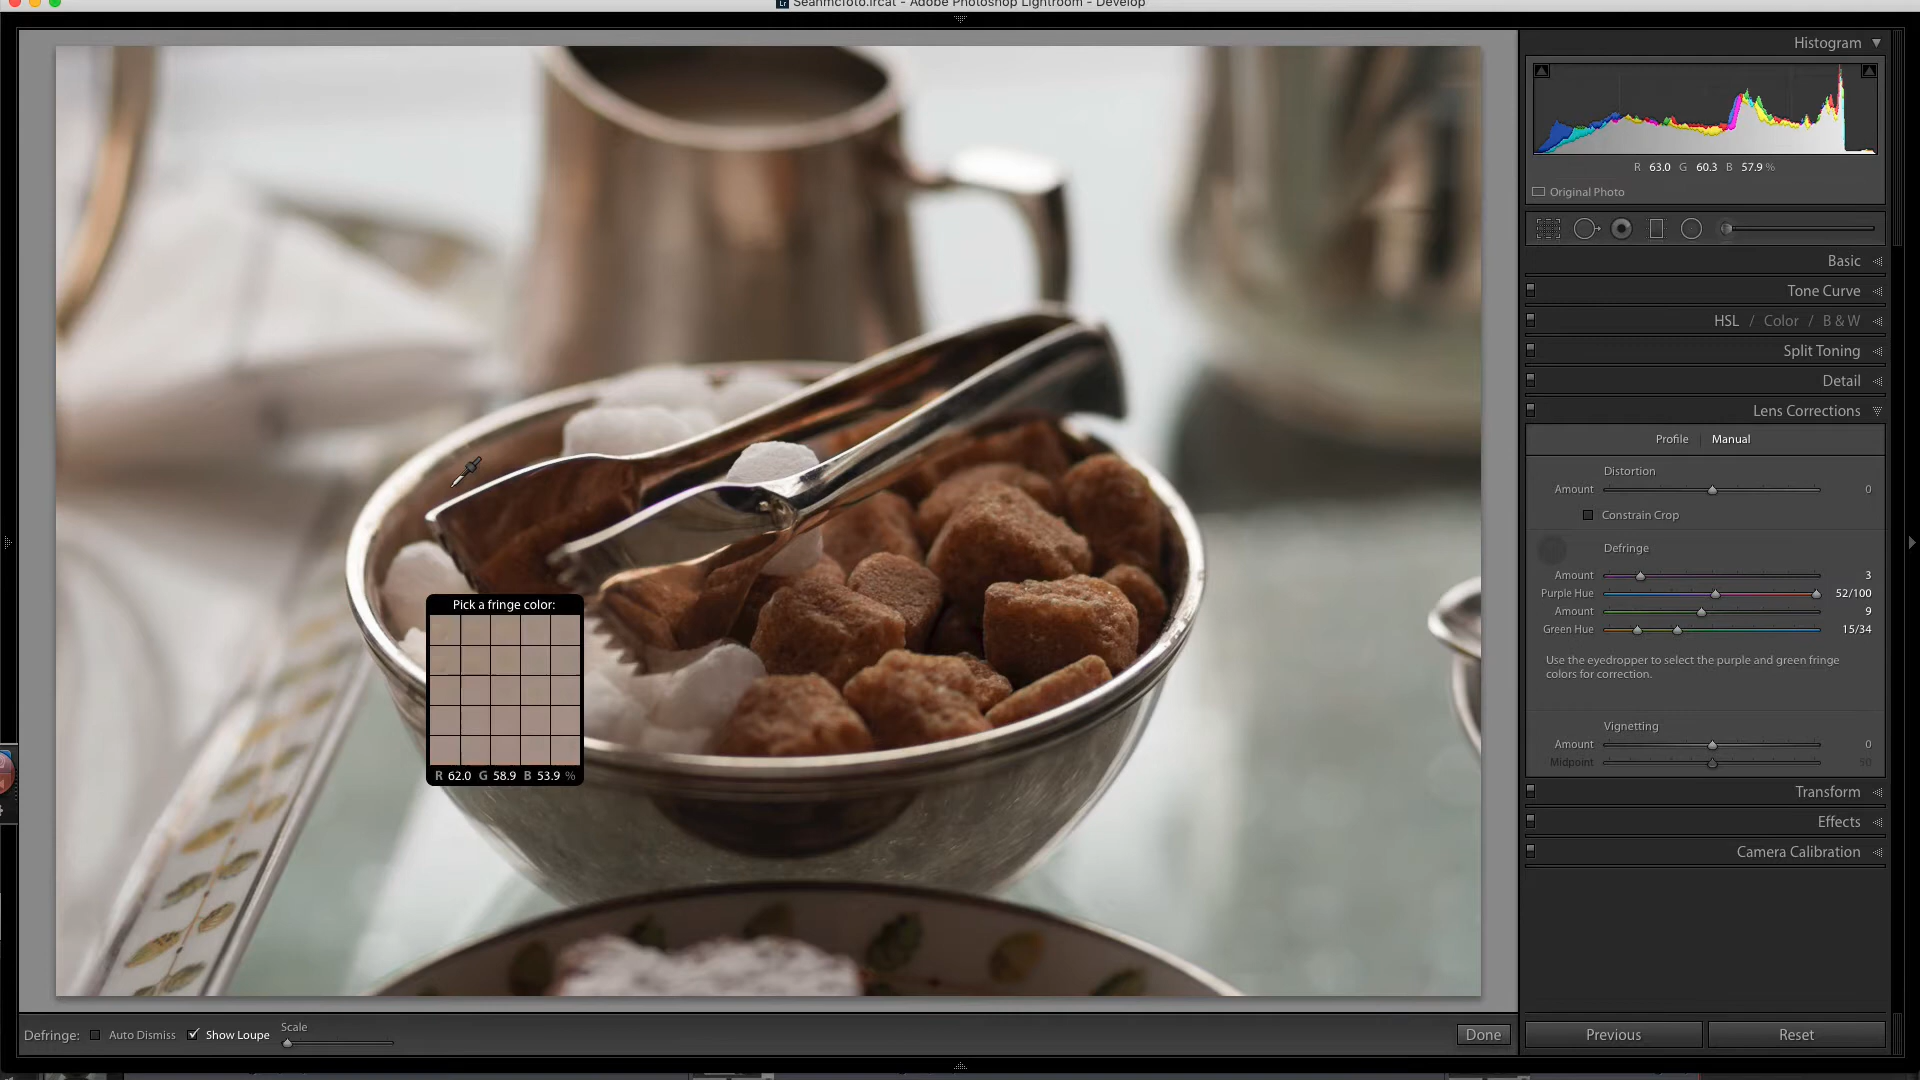 Seanmcfoto.lrcat - Adobe Photoshop Lightroom - Develop
Histogram
R 63.0 G 60.3 B 57.9 %
Original Photo
Basic
Tone Curve
HSL / Color / B & W
Split Toning
Detail
Lens Corrections
Profile Manual
Distortion
Amount 0
Constrain Crop
Defringe
Amount 3
Purple Hue 52/100
Amount 9
Green Hue 15/34
Use the eyedropper to select the purple and green fringe
colors for correction.
Vignetting
Amount 0
Midpoint 50
Transform
Effects
Camera Calibration
Pick a fringe color:
R 62.0 G 58.9 B 53.9 %
Defringe: Auto Dismiss Show Loupe Scale
Done
Previous Reset